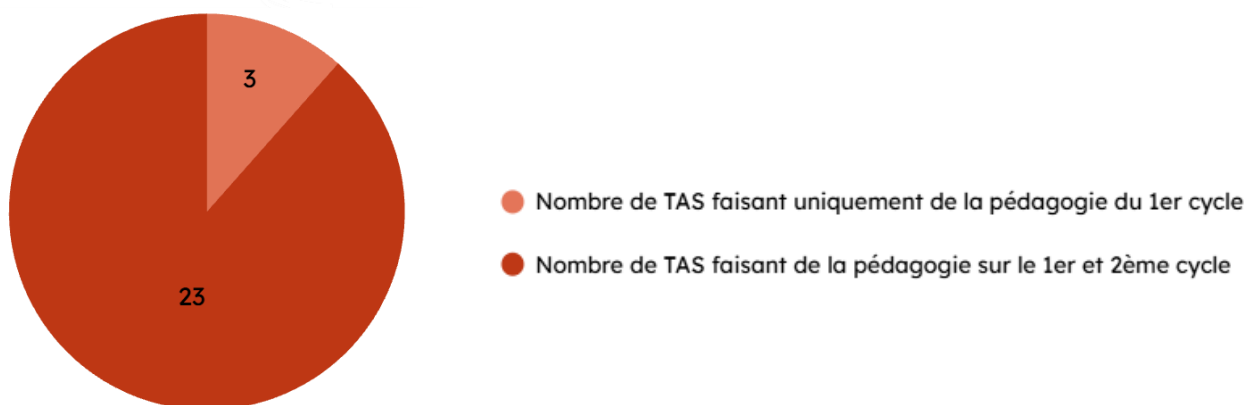 3
23
Nombre de TAS faisant uniquement de la pédagogie du 1er cycle
Nombre de TAS faisant de la pédagogie sur le 1er et 2ème cycle